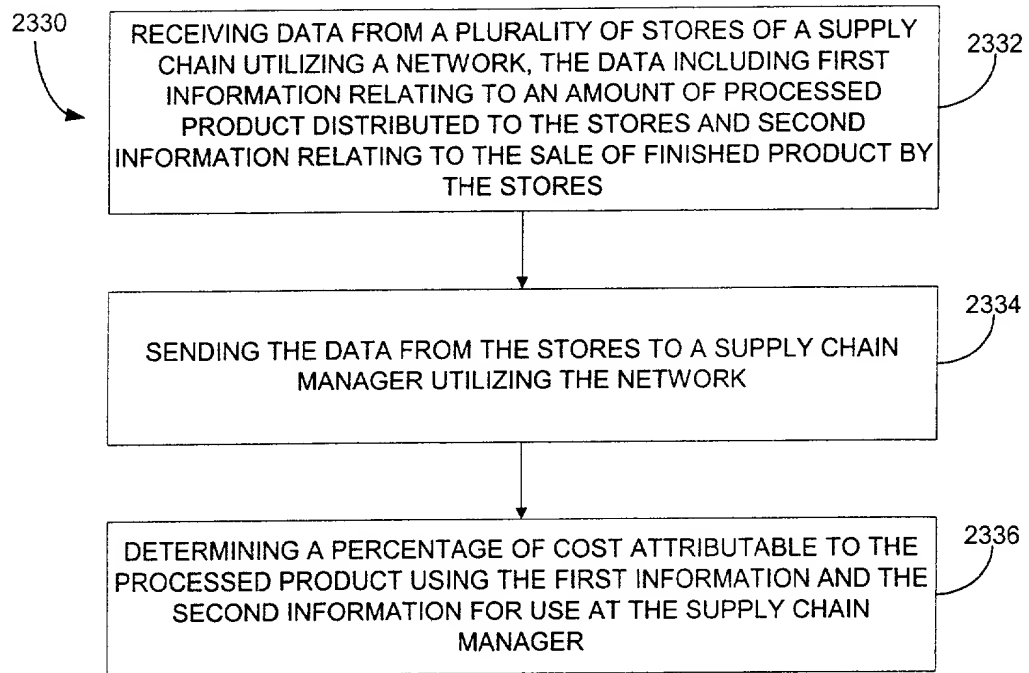 2330
RECEIVING DATA FROM A PLURALITY OF STORES OF A SUPPLY
CHAIN UTILIZING A NETWORK, THE DATA INCLUDING FIRST
INFORMATION RELATING TO AN AMOUNT OF PROCESSED
PRODUCT DISTRIBUTED TO THE STORES AND SECOND
INFORMATION RELATING TO THE SALE OF FINISHED PRODUCT BY
THE STORES
2332
SENDING THE DATA FROM THE STORES TO A SUPPLY CHAIN
MANAGER UTILIZING THE NETWORK
2334
DETERMINING A PERCENTAGE OF COST ATTRIBUTABLE TO THE
PROCESSED PRODUCT USING THE FIRST INFORMATION AND THE
SECOND INFORMATION FOR USE AT THE SUPPLY CHAIN
MANAGER
2336